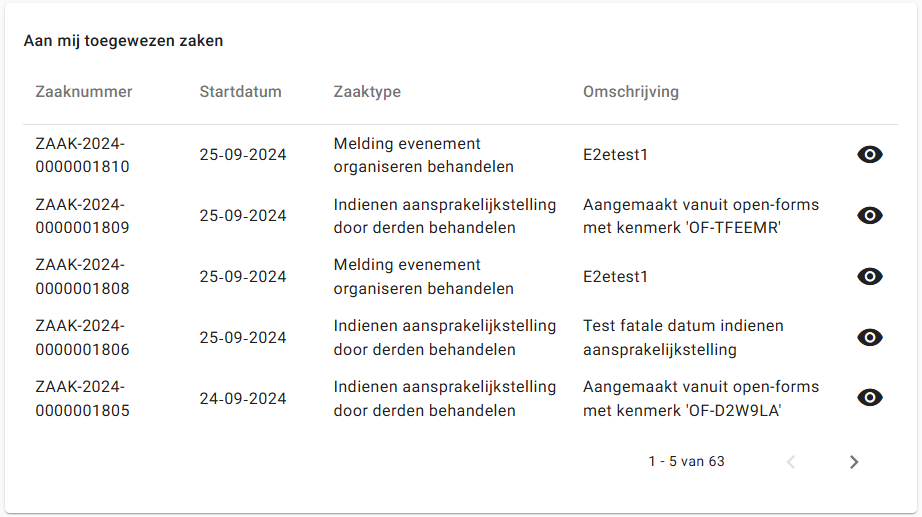 Aan mij toegewezen zaken
Zaaknummer Startdatum Zaaktype Omschrijving
ZAAK-2024-
0000001810
25-09-2024
Melding evenement
organiseren behandelen
E2etest1
ZAAK-2024-
0000001809
25-09-2024
Indienen aansprakelijkstelling
door derden behandelen
Aangemaakt vanuit open-forms
met kenmerk 'OF-TFEEMR'
ZAAK-2024-
0000001808
25-09-2024
Melding evenement
organiseren behandelen
E2etest1
ZAAK-2024-
0000001806
25-09-2024
Indienen aansprakelijkstelling
door derden behandelen
Test fatale datum indienen
aansprakelijkstelling
ZAAK-2024-
0000001805
24-09-2024
Indienen aansprakelijkstelling
door derden behandelen
Aangemaakt vanuit open-forms
met kenmerk 'OF-D2W9LA'
1 - 5 van 63